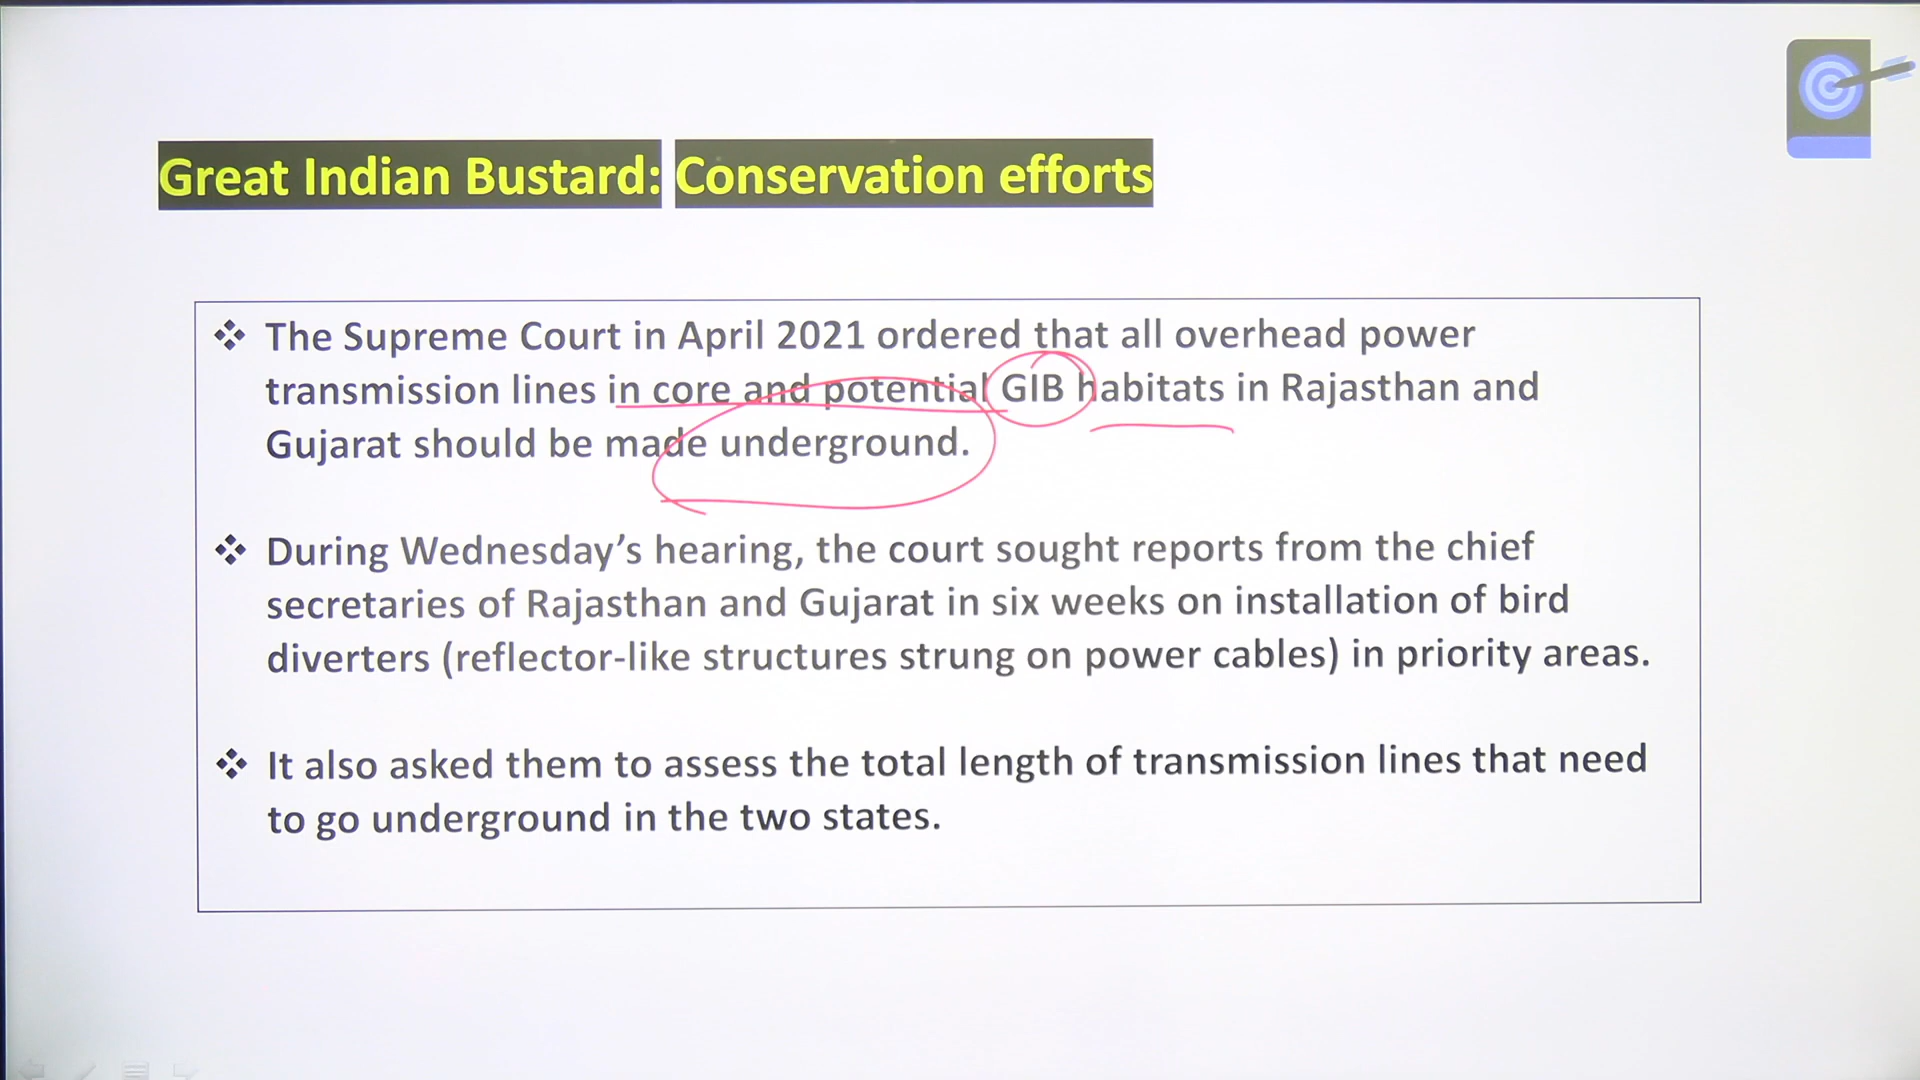 Great Indian Bustard: Conservation efforts
❖ The Supreme Court in April 2021 ordered that all overhead power
transmission lines in core and potential GIB habitats in Rajasthan and
Gujarat should be made underground.
❖ During Wednesday’s hearing, the court sought reports from the chief
secretaries of Rajasthan and Gujarat in six weeks on installation of bird
diverters (reflector-like structures strung on power cables) in priority areas.
❖ It also asked them to assess the total length of transmission lines that need
to go underground in the two states.